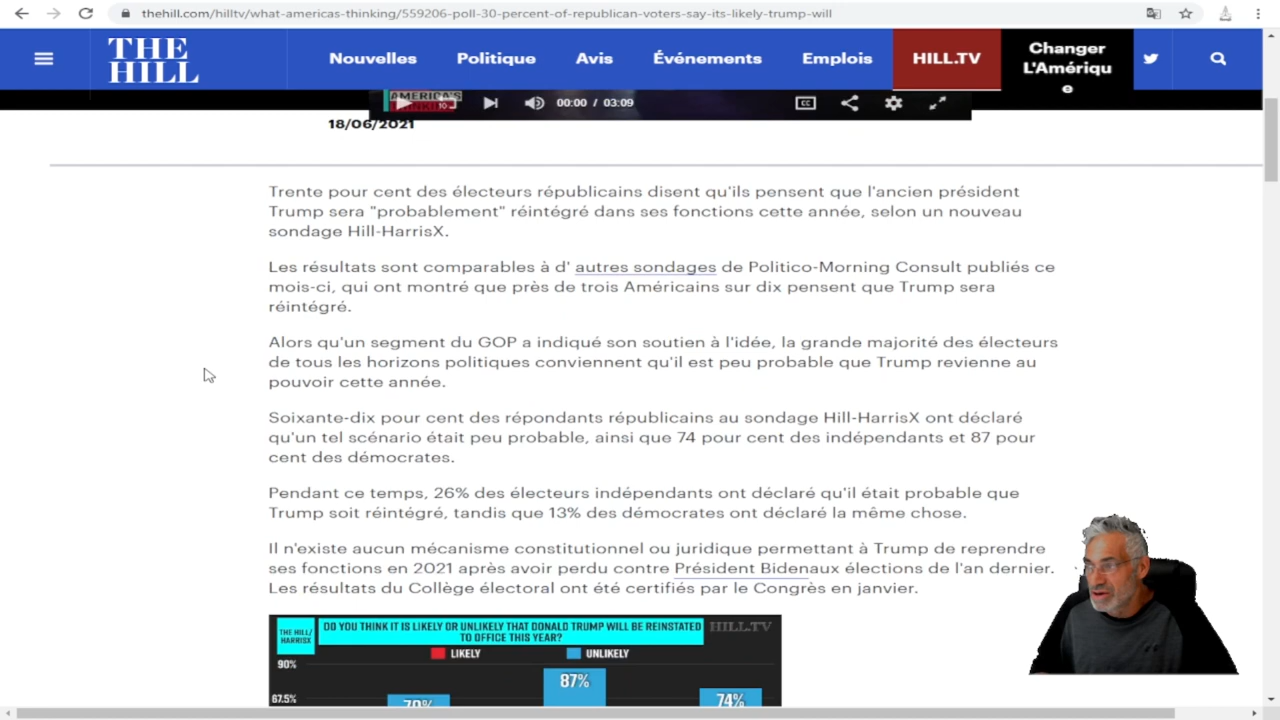 thehill.com/hilltv/what-americas-thinking/559206-poll-30-percent-of-republican-voters-say-its-likely-trump-will
THE HILL
Nouvelles
Politique
Avis
Événements
Emplois
HILL.TV
Changer
L'Amériqu
e
AMERICA'S
10
00:00 / 03:09
CC
18/06/2021
Trente pour cent des électeurs républicains disent qu'ils pensent que l'ancien président
Trump sera "probablement" réintégré dans ses fonctions cette année, selon un nouveau
sondage Hill-HarrisX.
Les résultats sont comparables à d' autres sondages de Politico-Morning Consult publiés ce
mois-ci, qui ont montré que près de trois Américains sur dix pensent que Trump sera
réintégré.
Alors qu'un segment du GOP a indiqué son soutien à l'idée, la grande majorité des électeurs
de tous les horizons politiques conviennent qu'il est peu probable que Trump revienne au
pouvoir cette année.
Soixante-dix pour cent des répondants républicains au sondage Hill-HarrisX ont déclaré
qu'un tel scénario était peu probable, ainsi que 74 pour cent des indépendants et 87 pour
cent des démocrates.
Pendant ce temps, 26% des électeurs indépendants ont déclaré qu'il était probable que
Trump soit réintégré, tandis que 13% des démocrates ont déclaré la même chose.
Il n'existe aucun mécanisme constitutionnel ou juridique permettant à Trump de reprendre
ses fonctions en 2021 après avoir perdu contre Président Bidenaux élections de l'an dernier.
Les résultats du Collège électoral ont été certifiés par le Congrès en janvier.
THE HILL/
HARRISX
DO YOU THINK IT IS LIKELY OR UNLIKELY THAT DONALD TRUMP WILL BE REINSTATED
TO OFFICE THIS YEAR?
HILL.TV
LIKELY
UNLIKELY
90%
87%
67.5%
70%
74%